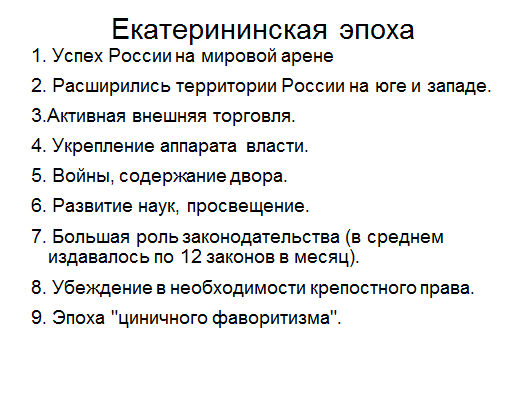 Екатерининская эпоха
1. Успех России на мировой арене
2. Расширились территории России на юге и западе.
3.Активная внешняя торговля.
4. Укрепление аппарата власти.
5. Войны, содержание двора.
6. Развитие наук, просвещение.
7. Большая роль законодательства (в среднем
издавалось по 12 законов в месяц).
8. Убеждение в необходимости крепостного права.
9. Эпоха "циничного фаворитизма".